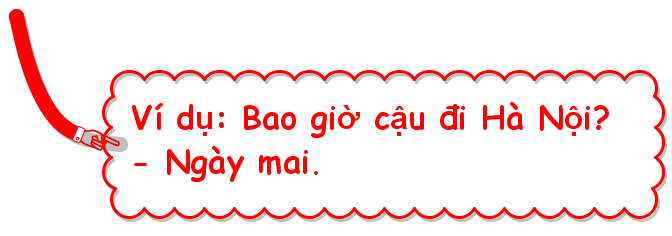 Ví dụ: Bao giờ cậu đi Hà Nội?
- Ngày mai.